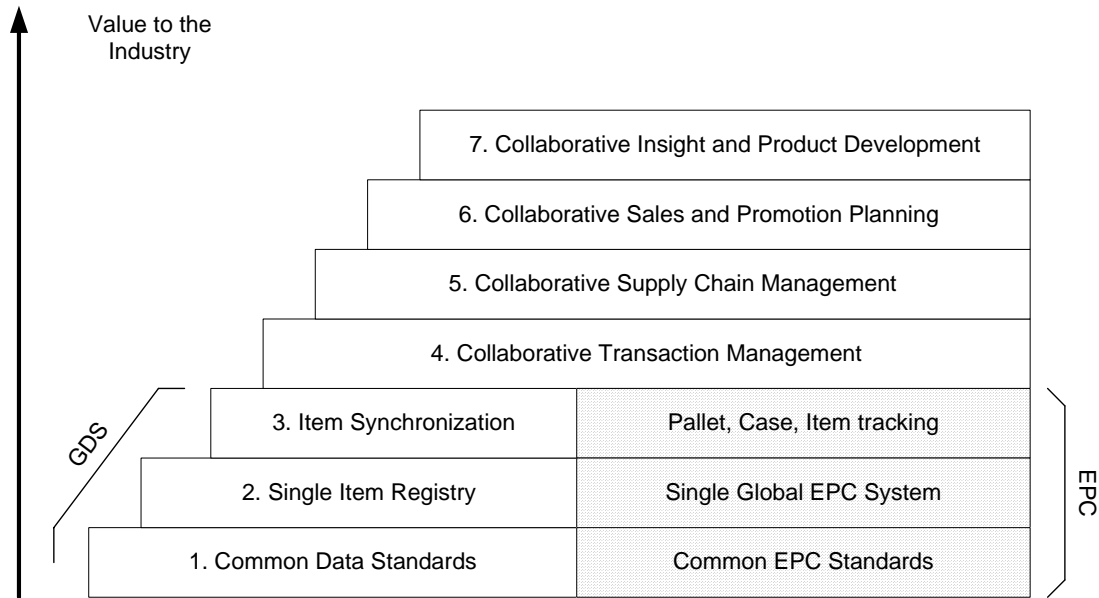 Value to the
Industry
7. Collaborative Insight and Product Development
6. Collaborative Sales and Promotion Planning
5. Collaborative Supply Chain Management
4. Collaborative Transaction Management
GDS
3. Item Synchronization
Pallet, Case, Item tracking
2. Single Item Registry
Single Global EPC System
EPC
1. Common Data Standards
Common EPC Standards